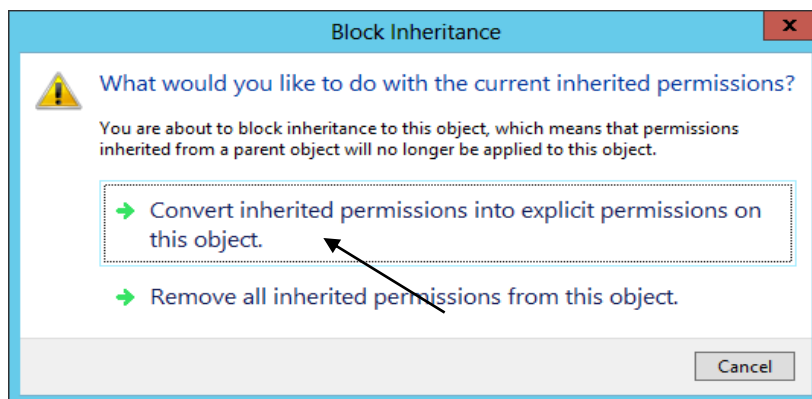 Block Inheritance
x
What would you like to do with the current inherited permissions?
You are about to block inheritance to this object, which means that permissions
inherited from a parent object will no longer be applied to this object.
Convert inherited permissions into explicit permissions on
this object.
Remove all inherited permissions from this object.
Cancel